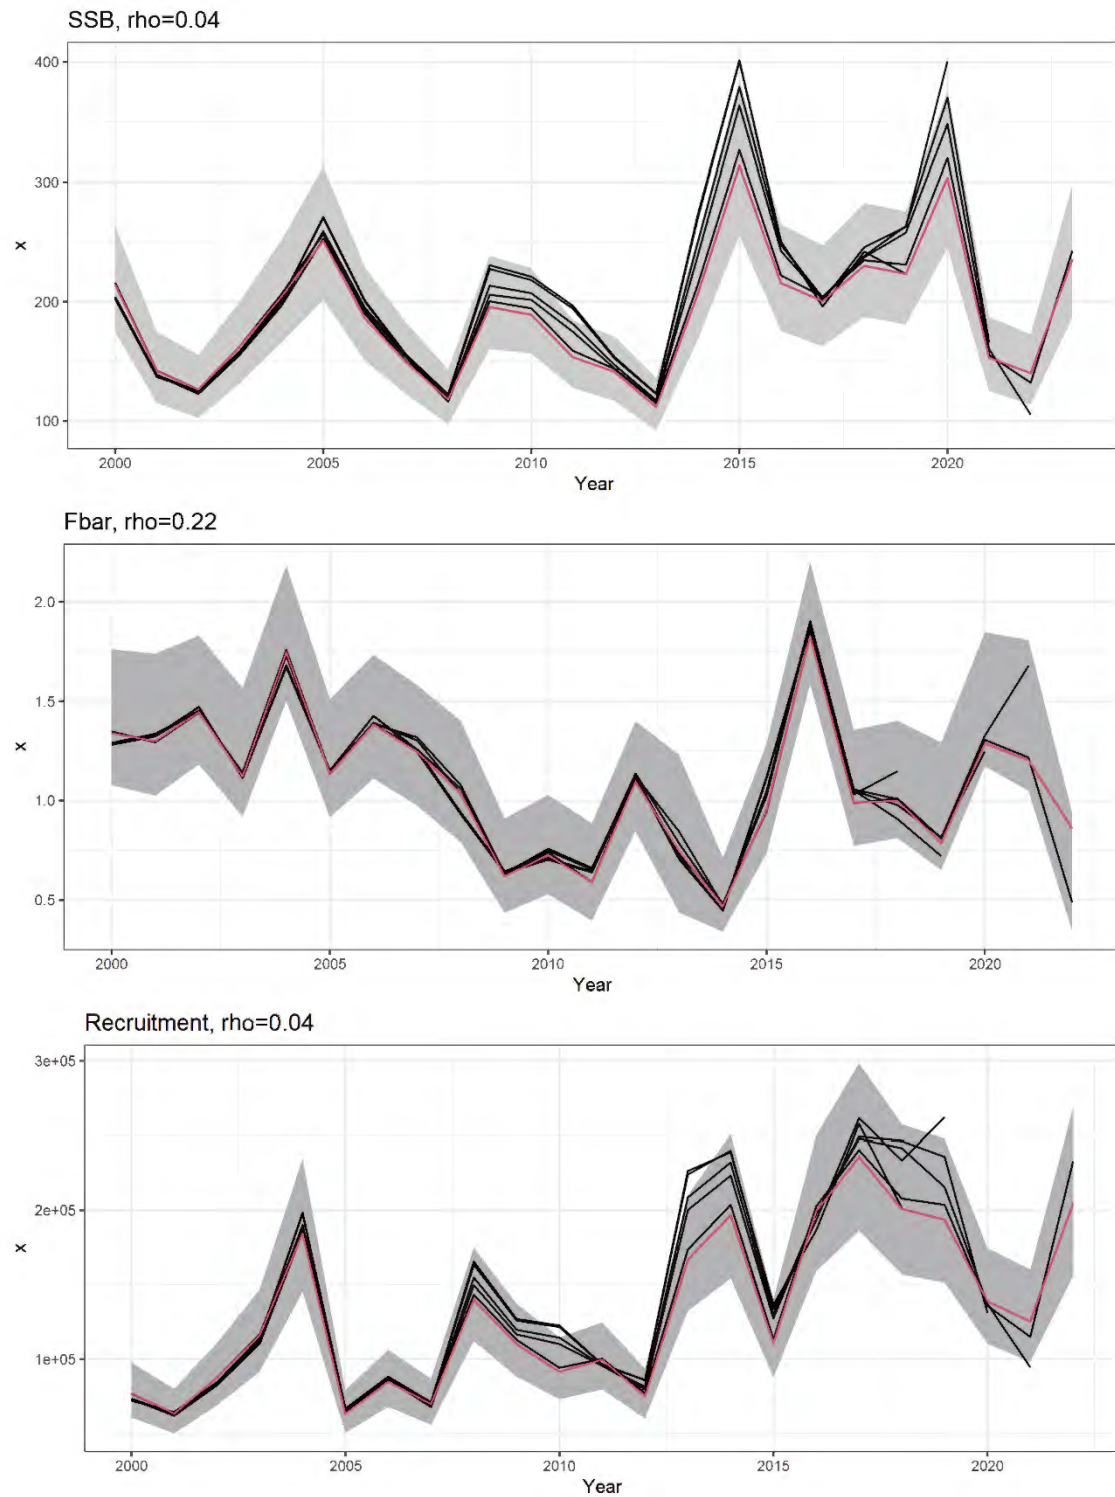 SSB, rho=0.04
400
300
200
100
x
2000 2005 2010 2015 2020
Year
Fbar, rho=0.22
2.0
1.5
1.0
0.5
x
2000 2005 2010 2015 2020
Year
Recruitment, rho=0.04
3e+05
2e+05
1e+05
x
2000 2005 2010 2015 2020
Year